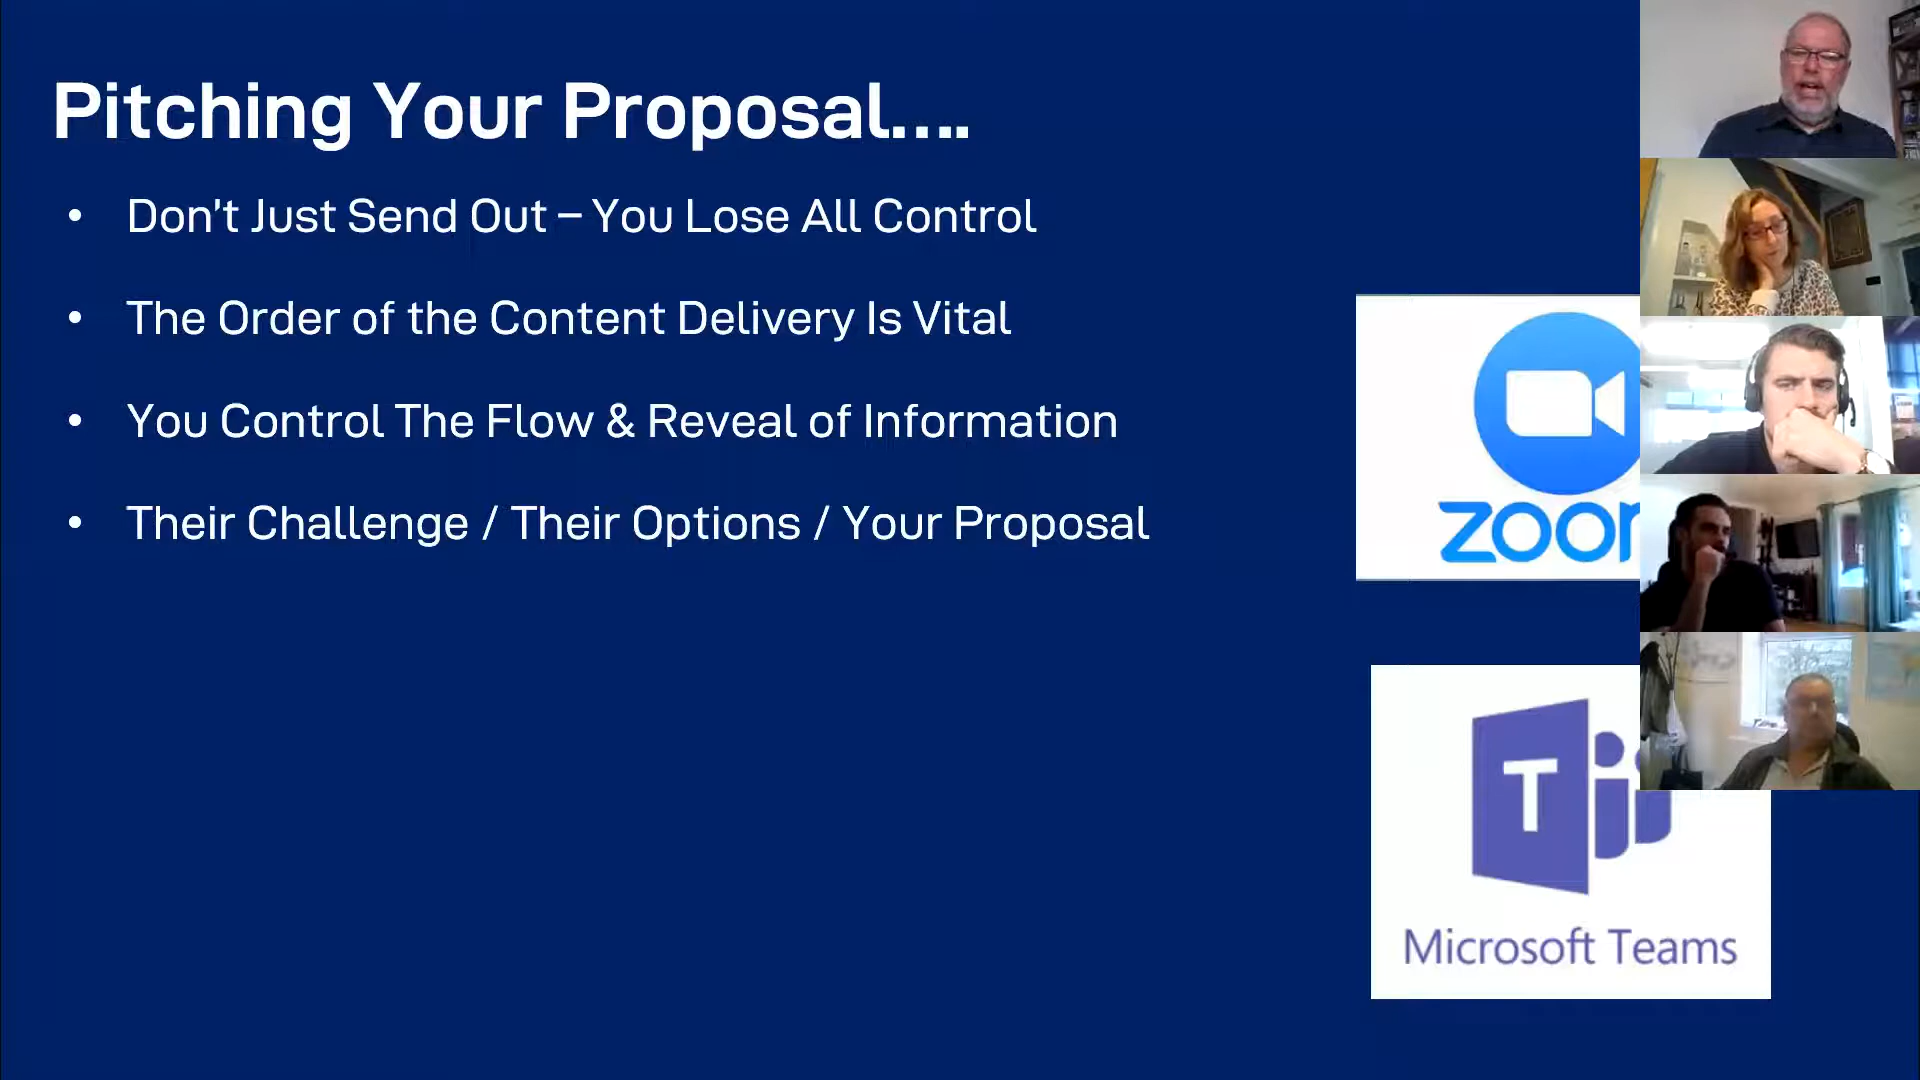 Pitching Your Proposal....
• Don't Just Send Out – You Lose All Control
• The Order of the Content Delivery Is Vital
• You Control The Flow & Reveal of Information
• Their Challenge / Their Options / Your Proposal
zoom
T
Microsoft Teams